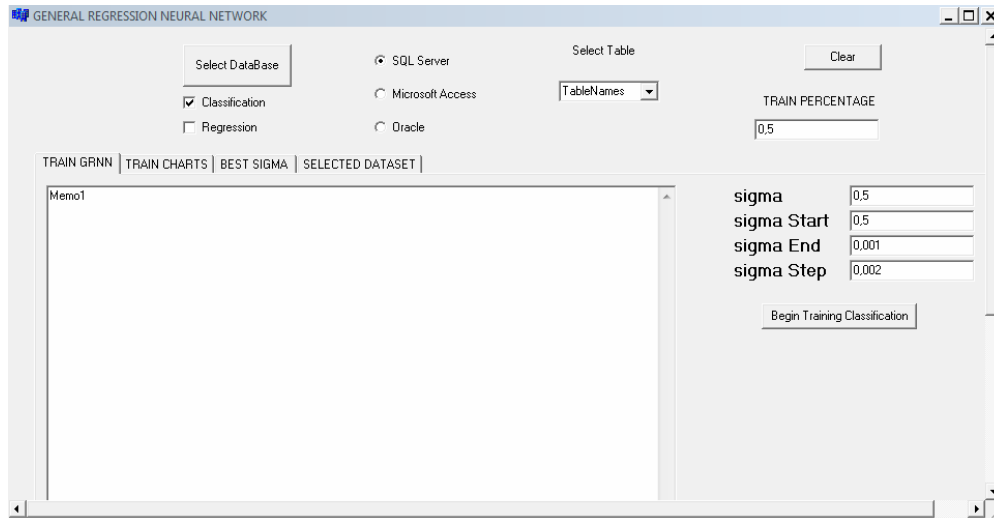 GENERAL REGRESSION NEURAL NETWORK
Select DataBase
Classification
Regression
SQL Server
Microsoft Access
Oracle
Select Table
TableNames
Clear
TRAIN PERCENTAGE
0,5
TRAIN GRNN
TRAIN CHARTS
BEST SIGMA
SELECTED DATASET
Memo1
sigma
0,5
sigma Start
0,5
sigma End
0,001
sigma Step
0,002
Begin Training Classification